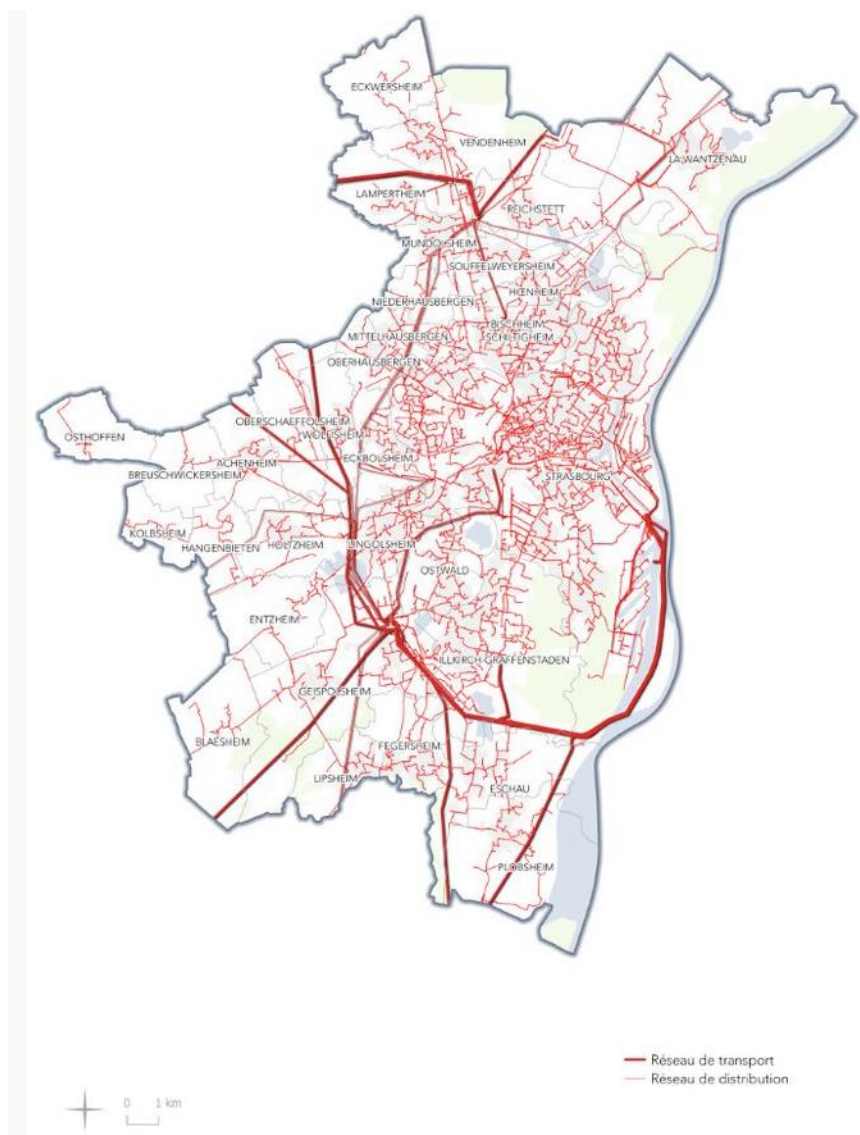 ECKWERSHEIM
VENDENHEIM
LA WANTZENAU
LAMPERTHEIM
REICHSTETT
MUNDOLSHEIM
SOUFFELWEYERSHEIM
HŒNHEIM
NIEDERHAUSBERGEN
BISCHHEIM
MITTELHAUSBERGEN
SCHILTIGHEIM
OBERHAUSBERGEN
OBERSCHAEFFOLSHEIM
OSTHOFFEN
WOLFISHEIM
ECKBOLSHEIM
ACHENHEIM
BREUSCHWICKERSHEIM
STRASBOURG
KOLBSHEIM
HANGENBIETEN
HOLTZHEIM
LINGOLSHEIM
OSTWALD
ENTZHEIM
ILLKIRCH-GRAFFENSTADEN
GEISPOLSHEIM
BLAESHEIM
FEGERSHEIM
LIPSHEIM
ESCHAU
PLOBSHEIM
Réseau de transport
Réseau de distribution
0 1 km